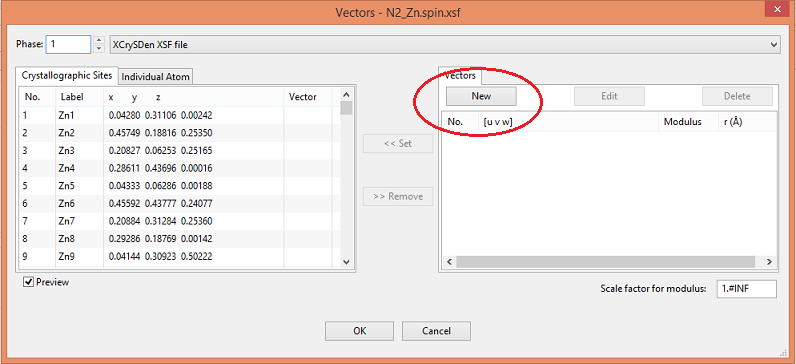 Vectors - N2_Zn.spin.xsf
Phase: 1 XCrySDen XSF file
Crystallographic Sites Individual Atom
No. Label x y z Vector
1 Zn1 0.04280 0.31106 0.00242
2 Zn2 0.45749 0.18816 0.25350
3 Zn3 0.20827 0.06253 0.25165
4 Zn4 0.28611 0.43696 0.00016
5 Zn5 0.04333 0.06286 0.00188
6 Zn6 0.45592 0.43777 0.24077
7 Zn7 0.20884 0.31284 0.25360
8 Zn8 0.29286 0.18769 0.00142
9 Zn9 0.04144 0.30923 0.50222
Preview
<< Set
>> Remove
Vectors
New Edit Delete
No. [u v w] Modulus r (Å)
Scale factor for modulus: 1.#INF
OK Cancel